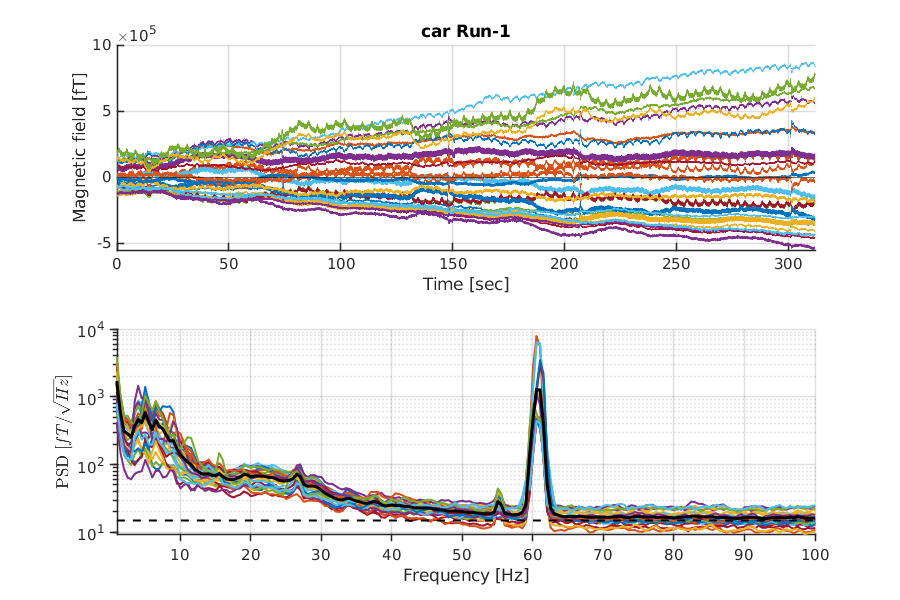 car Run-1
×10^5
10
5
0
-5
Magnetic field [fT]
0 50 100 150 200 250 300
Time [sec]
10^4
10^3
10^2
10^1
PSD [fT/√Hz]
10 20 30 40 50 60 70 80 90 100
Frequency [Hz]